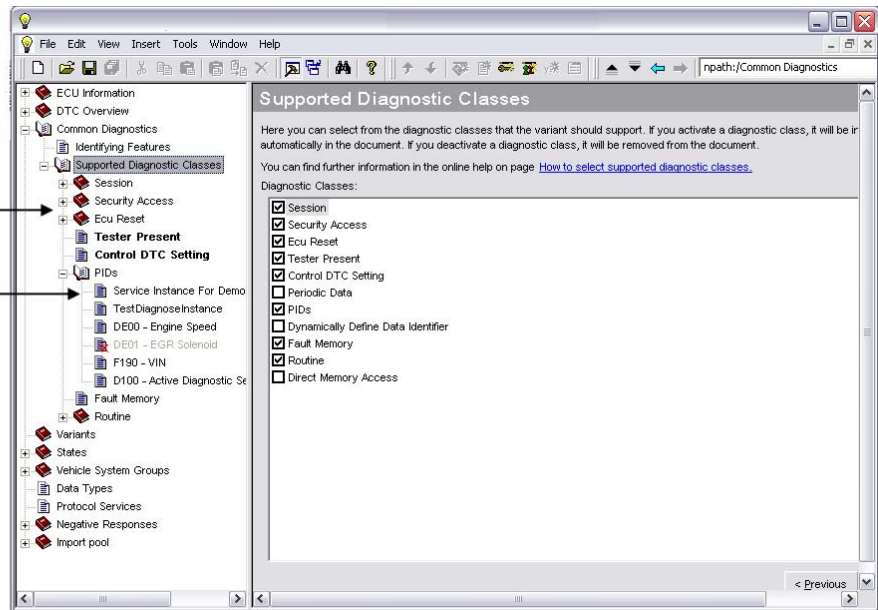 File Edit View Insert Tools Window Help
npath:/Common Diagnostics
ECU Information
DTC Overview
Common Diagnostics
Identifying Features
Supported Diagnostic Classes
Session
Security Access
Ecu Reset
Tester Present
Control DTC Setting
PIDs
Service Instance For Demo
TestDiagnoseInstance
DE00 - Engine Speed
DE01 - EGR Solenoid
F190 - VIN
D100 - Active Diagnostic Se
Fault Memory
Routine
Variants
States
Vehicle System Groups
Data Types
Protocol Services
Negative Responses
Import pool
Supported Diagnostic Classes
Here you can select from the diagnostic classes that the variant should support. If you activate a diagnostic class, it will be in
automatically in the document. If you deactivate a diagnostic class, it will be removed from the document.
You can find further information in the online help on page How to select supported diagnostic classes.
Diagnostic Classes:
Session
Security Access
Ecu Reset
Tester Present
Control DTC Setting
Periodic Data
PIDs
Dynamically Define Data Identifier
Fault Memory
Routine
Direct Memory Access
< Previous